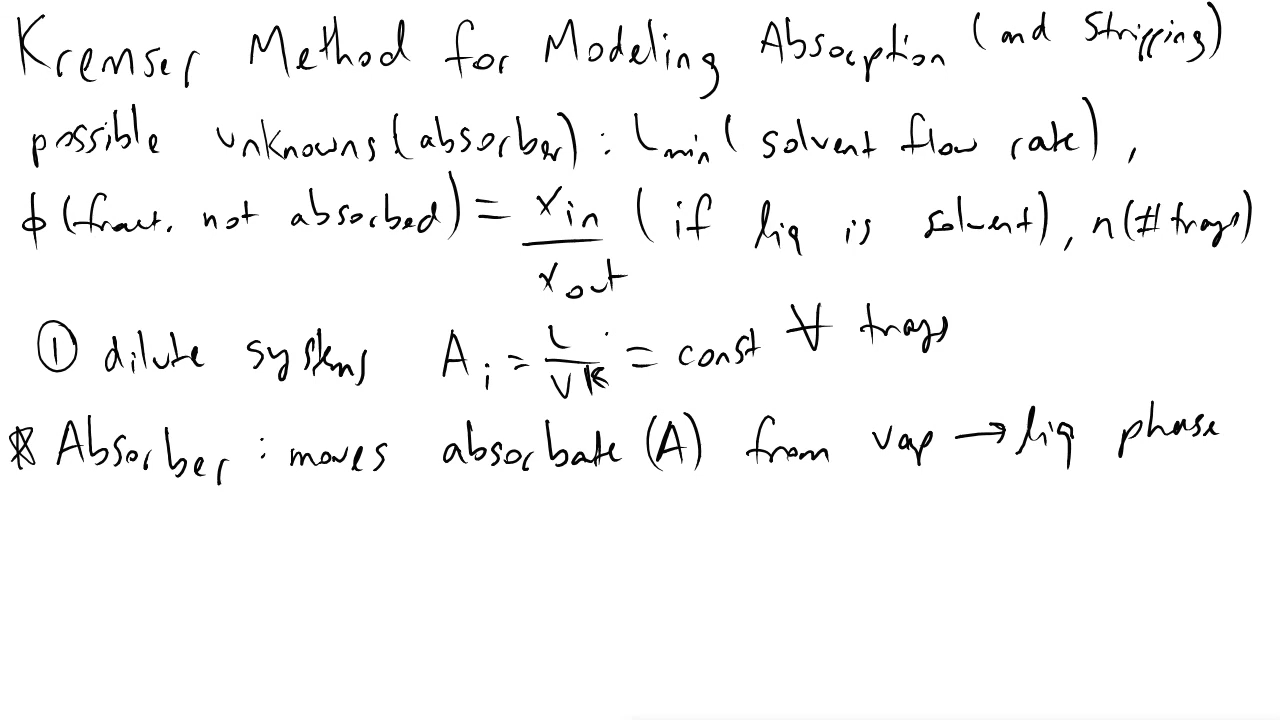 Kremser Method for Modeling Absorption (and Stripping)
possible unknowns (absorber) : Lmin ( solvent flow rate ) ,
ϕ (fract. not absorbed) = xin / xout ( if liq is solvent ) , n (# trays)
① dilute systems Ai = L / VK = const ∀ trays
* Absorber : moves absorbate (A) from vap → liq phase